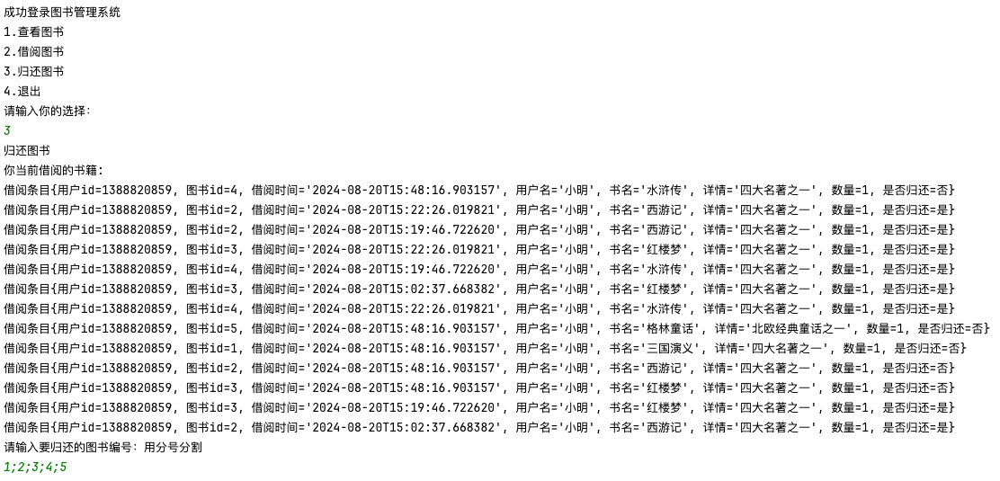 成功登录图书管理系统
1.查看图书
2.借阅图书
3.归还图书
4.退出
请输入你的选择：
3
归还图书
你当前借阅的书籍:
借阅条目{用户id=1388820859, 图书id=4, 借阅时间='2024-08-20T15:48:16.903157', 用户名='小明', 书名='水浒传', 详情='四大名著之一', 数量=1, 是否归还=否}
借阅条目{用户id=1388820859, 图书id=2, 借阅时间='2024-08-20T15:22:26.019821', 用户名='小明', 书名='西游记', 详情='四大名著之一', 数量=1, 是否归还=是}
借阅条目{用户id=1388820859, 图书id=2, 借阅时间='2024-08-20T15:19:46.722620', 用户名='小明', 书名='西游记', 详情='四大名著之一', 数量=1, 是否归还=是}
借阅条目{用户id=1388820859, 图书id=3, 借阅时间='2024-08-20T15:22:26.019821', 用户名='小明', 书名='红楼梦', 详情='四大名著之一', 数量=1, 是否归还=是}
借阅条目{用户id=1388820859, 图书id=4, 借阅时间='2024-08-20T15:19:46.722620', 用户名='小明', 书名='水浒传', 详情='四大名著之一', 数量=1, 是否归还=是}
借阅条目{用户id=1388820859, 图书id=3, 借阅时间='2024-08-20T15:02:37.668382', 用户名='小明', 书名='红楼梦', 详情='四大名著之一', 数量=1, 是否归还=是}
借阅条目{用户id=1388820859, 图书id=4, 借阅时间='2024-08-20T15:22:26.019821', 用户名='小明', 书名='水浒传', 详情='四大名著之一', 数量=1, 是否归还=是}
借阅条目{用户id=1388820859, 图书id=5, 借阅时间='2024-08-20T15:48:16.903157', 用户名='小明', 书名='格林童话', 详情='北欧经典童话之一', 数量=1, 是否归还=否}
借阅条目{用户id=1388820859, 图书id=1, 借阅时间='2024-08-20T15:48:16.903157', 用户名='小明', 书名='三国演义', 详情='四大名著之一', 数量=1, 是否归还=否}
借阅条目{用户id=1388820859, 图书id=2, 借阅时间='2024-08-20T15:48:16.903157', 用户名='小明', 书名='西游记', 详情='四大名著之一', 数量=1, 是否归还=否}
借阅条目{用户id=1388820859, 图书id=3, 借阅时间='2024-08-20T15:48:16.903157', 用户名='小明', 书名='红楼梦', 详情='四大名著之一', 数量=1, 是否归还=否}
借阅条目{用户id=1388820859, 图书id=3, 借阅时间='2024-08-20T15:19:46.722620', 用户名='小明', 书名='红楼梦', 详情='四大名著之一', 数量=1, 是否归还=是}
借阅条目{用户id=1388820859, 图书id=2, 借阅时间='2024-08-20T15:02:37.668382', 用户名='小明', 书名='西游记', 详情='四大名著之一', 数量=1, 是否归还=是}
请输入要归还的图书编号：用分号分割
1;2;3;4;5